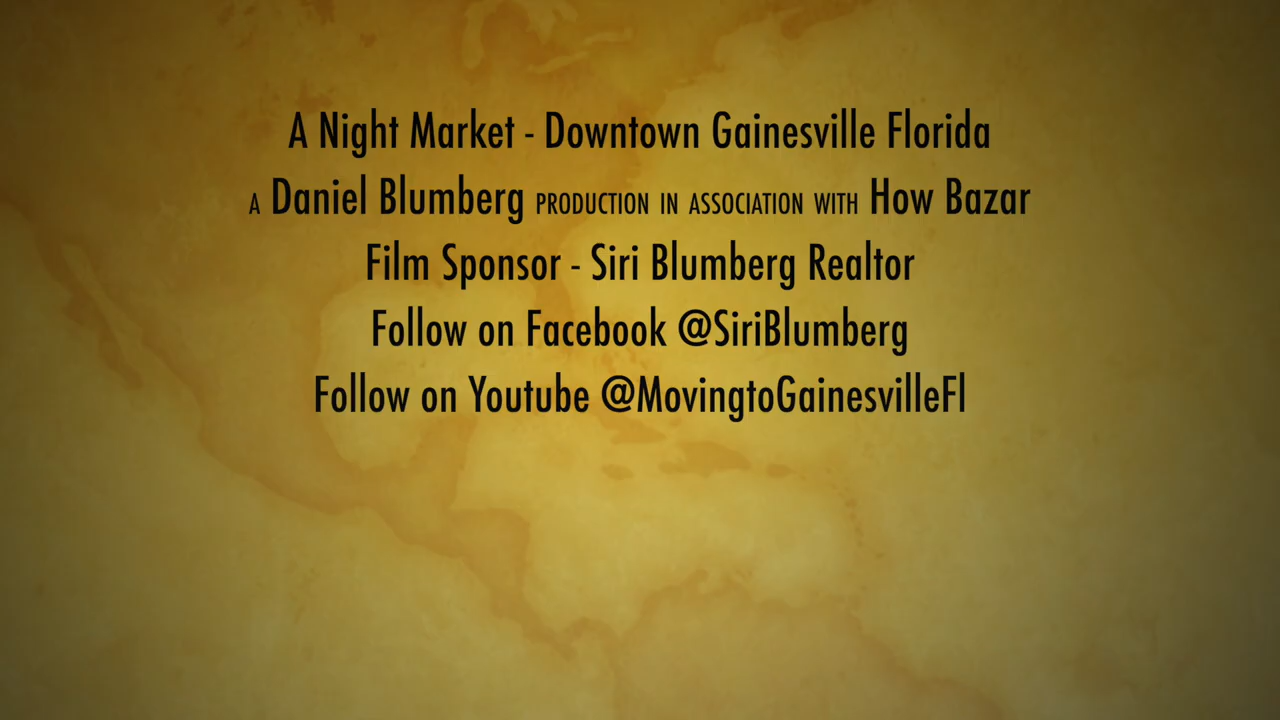 A Night Market - Downtown Gainesville Florida
A Daniel Blumberg PRODUCTION IN ASSOCIATION WITH How Bazar
Film Sponsor - Siri Blumberg Realtor
Follow on Facebook @SiriBlumberg
Follow on Youtube @MovingtoGainesvilleFl